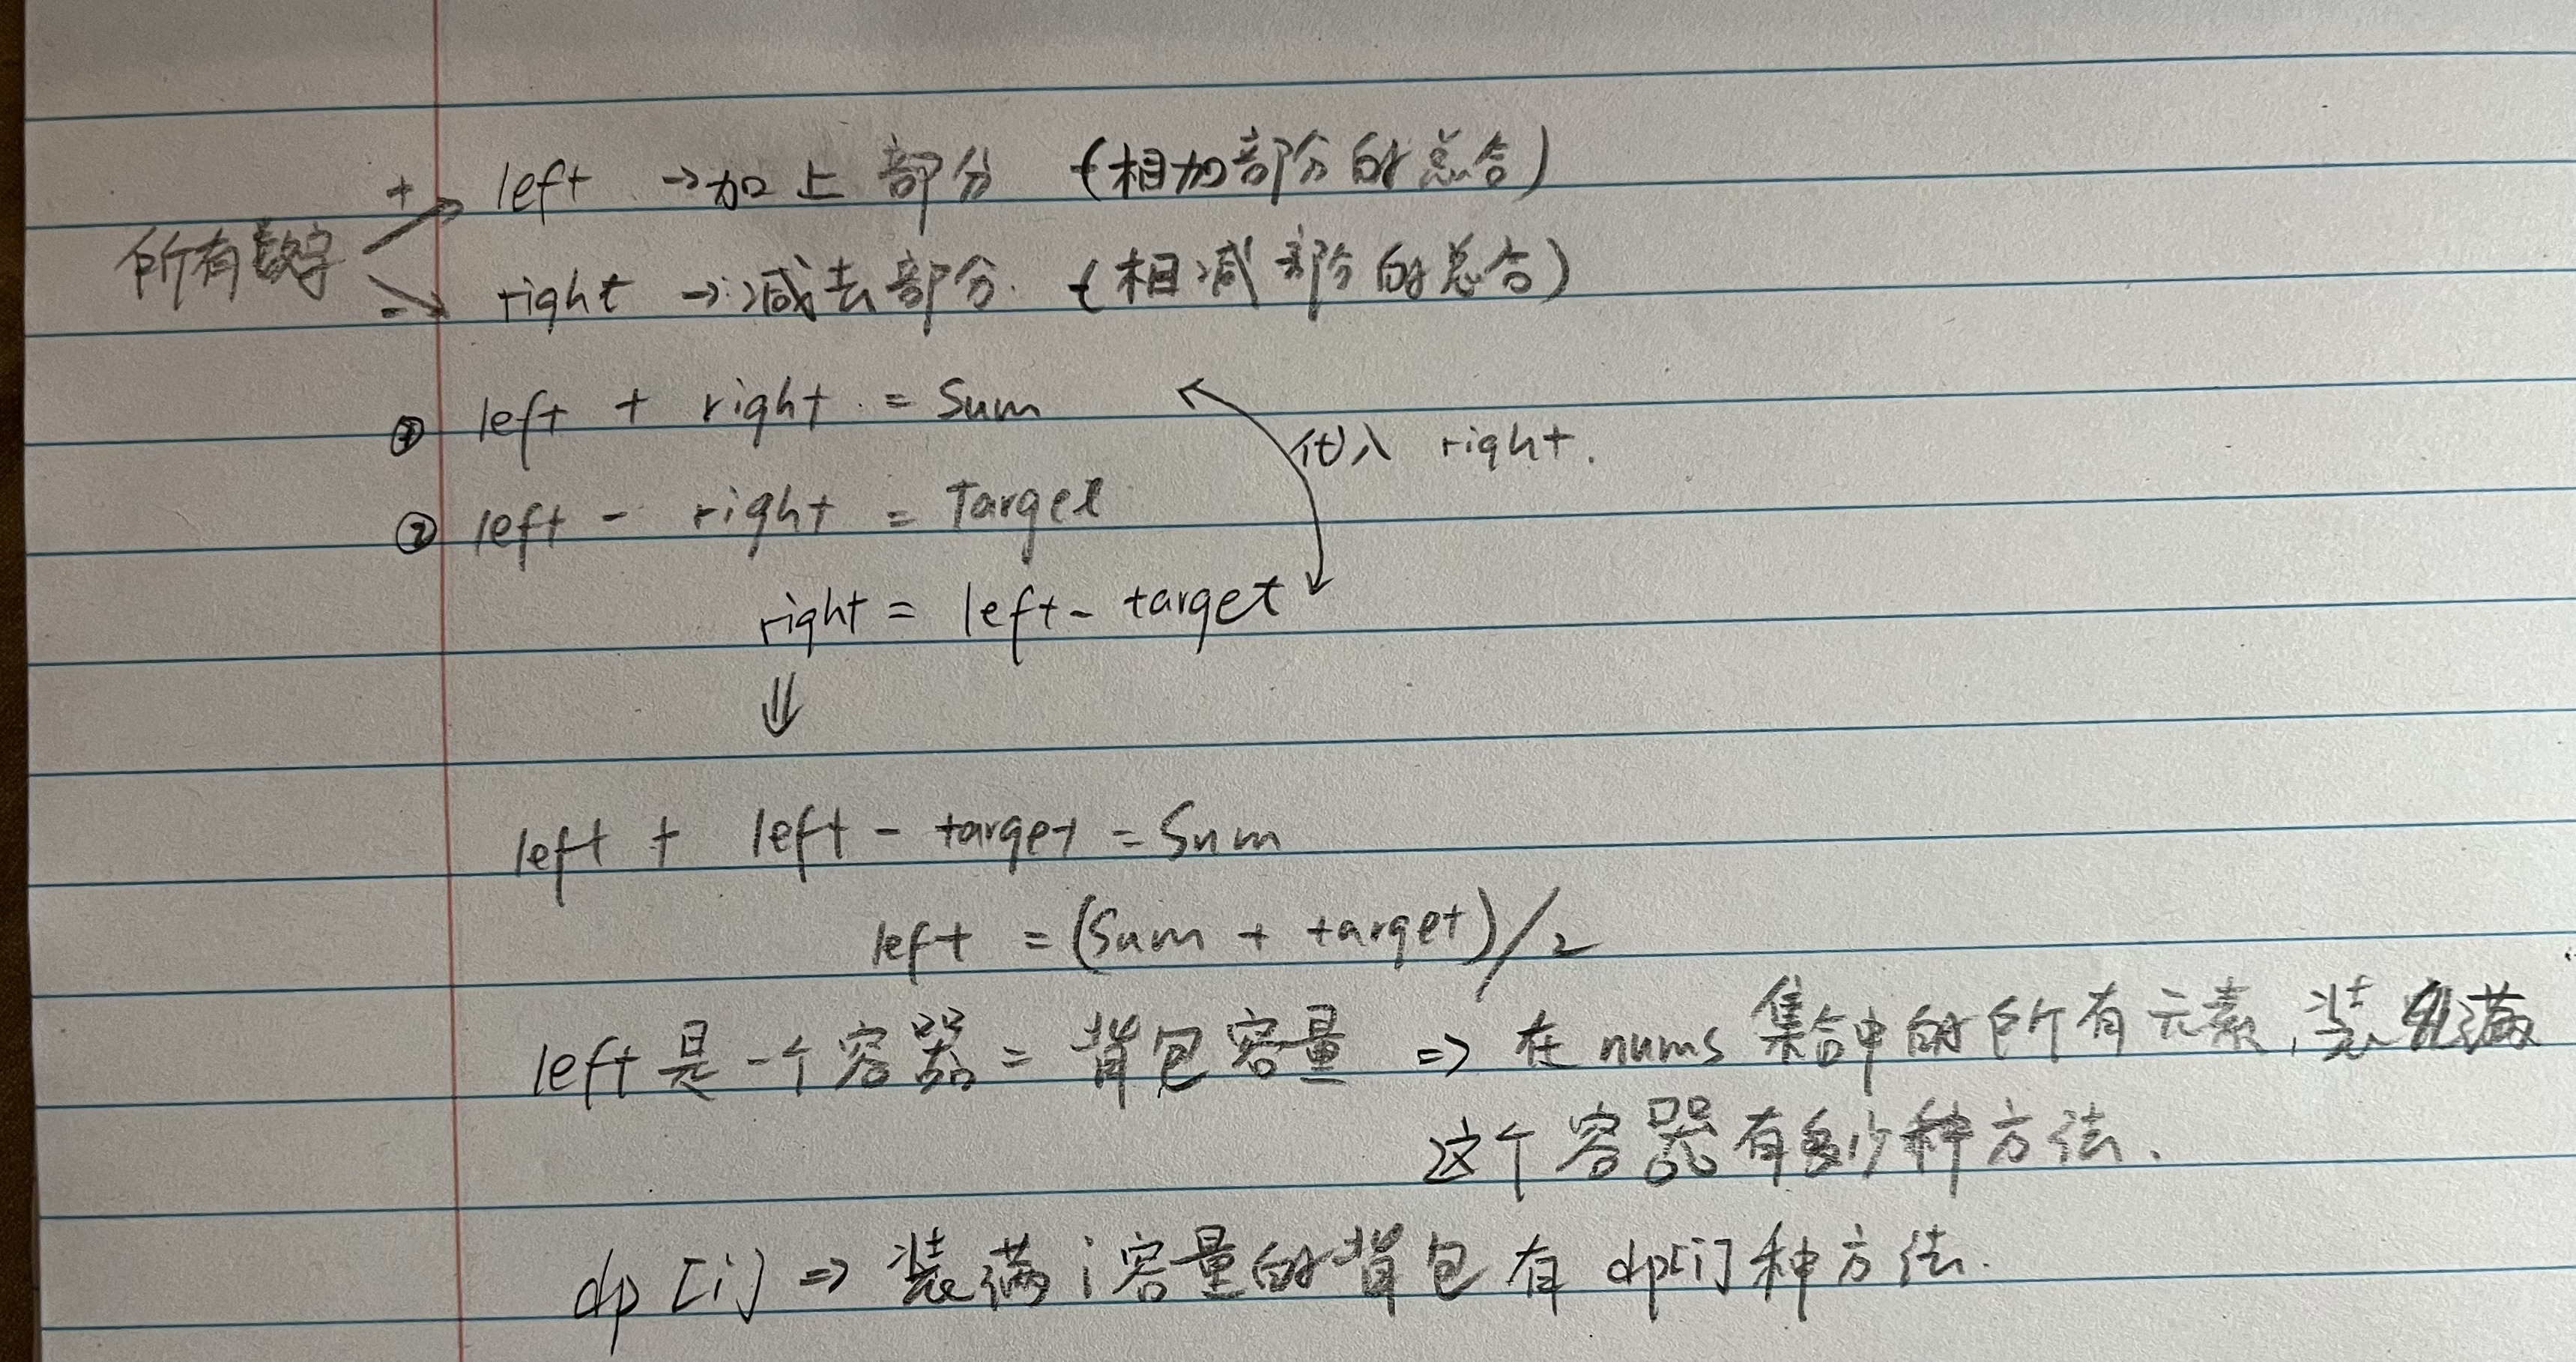 + left → 加上部分 (相加部分的总合)
所有数字
- right → 减去部分. (相减部分的总合)
① left + right = Sum
代入 right.
② left - right = Target
right = left - target
⇓
left + left - target = Sum
left = (Sum + target)/2
left 是一个容器 = 背包容量 => 在 nums 集合中的所有元素, 装满
这个容器有多少种方法.
dp [i] => 装满 i 容量的背包有 dp[i] 种方法.